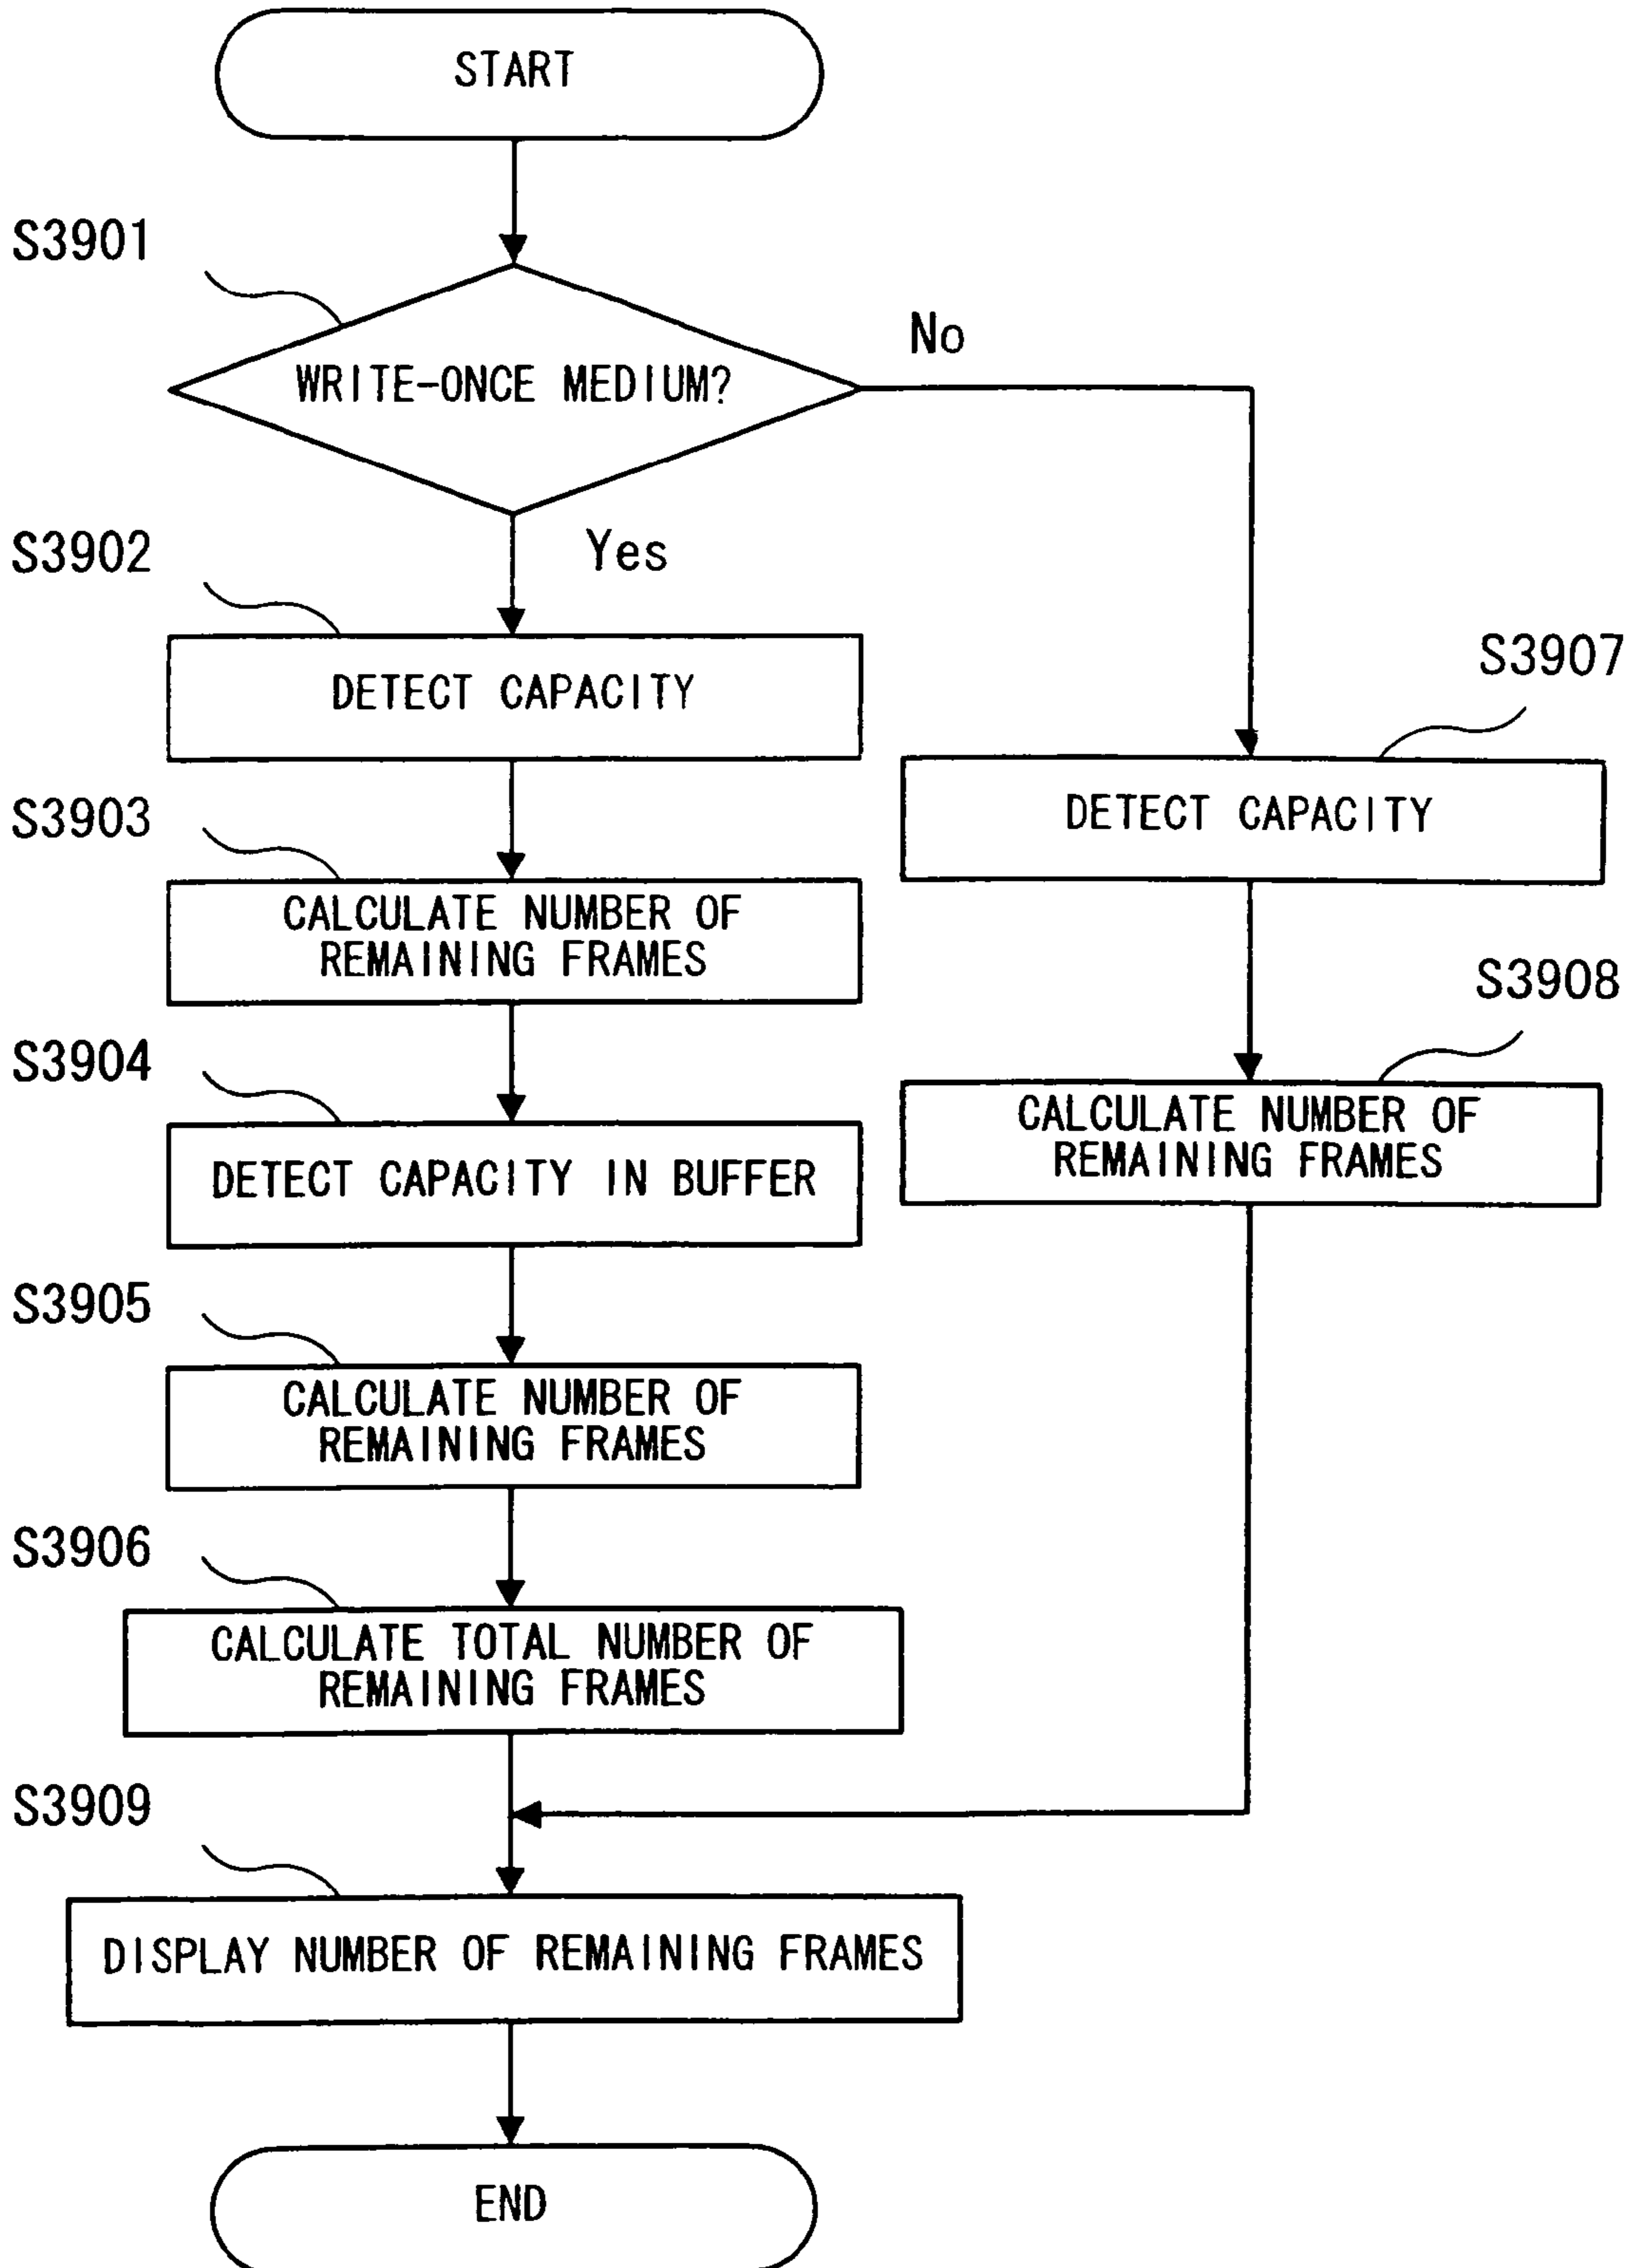 START
S3901
No
WRITE-ONCE MEDIUM?
S3902
Yes
DETECT CAPACITY
S3907
DETECT CAPACITY
S3903
CALCULATE NUMBER OF
REMAINING FRAMES
S3908
CALCULATE NUMBER OF
REMAINING FRAMES
S3904
DETECT CAPACITY IN BUFFER
S3905
CALCULATE NUMBER OF
REMAINING FRAMES
S3906
CALCULATE TOTAL NUMBER OF
REMAINING FRAMES
S3909
DISPLAY NUMBER OF REMAINING FRAMES
END